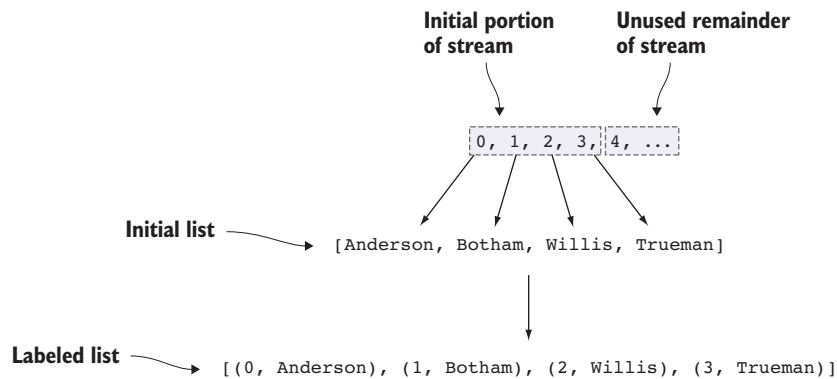 Initial portion
of stream
Unused remainder
of stream
0, 1, 2, 3, 4, ...
Initial list
[Anderson, Botham, Willis, Trueman]
Labeled list
[(0, Anderson), (1, Botham), (2, Willis), (3, Trueman)]